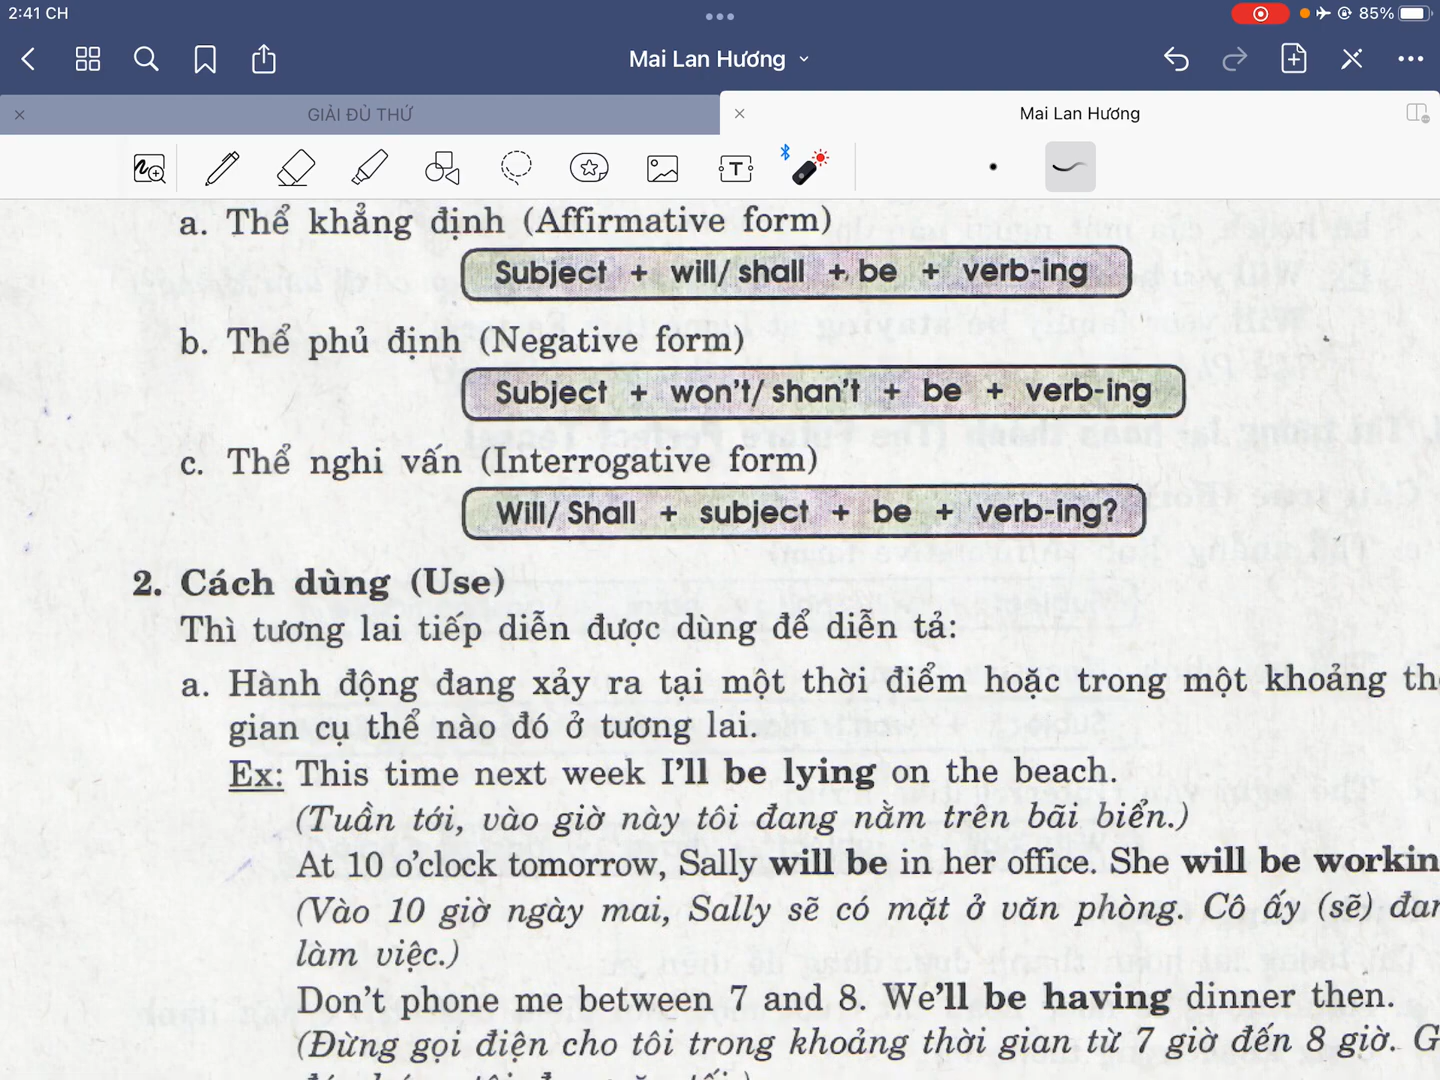 2:41 CH
85%
Mai Lan Hương
GIẢI ĐÙ THỨ
Mai Lan Hương
a. Thể khẳng định (Affirmative form)
Subject + will/ shall + be + verb-ing
b. Thể phủ định (Negative form)
Subject + won't/ shan't + be + verb-ing
c. Thể nghi vấn (Interrogative form)
Will/ Shall + subject + be + verb-ing?
2. Cách dùng (Use)
Thì tương lai tiếp diễn được dùng để diễn tả:
a. Hành động đang xảy ra tại một thời điểm hoặc trong một khoảng
gian cụ thể nào đó ở tương lai.
Ex: This time next week I'll be lying on the beach.
(Tuần tới, vào giờ này tôi đang nằm trên bãi biển.)
At 10 o'clock tomorrow, Sally will be in her office. She will be workin
(Vào 10 giờ ngày mai, Sally sẽ có mặt ở văn phòng. Cô ấy (sẽ)
làm việc.)
Don't phone me between 7 and 8. We'll be having dinner then.
(Đừng gọi điện cho tôi trong khoảng thời gian từ 7 giờ đến 8 giờ.